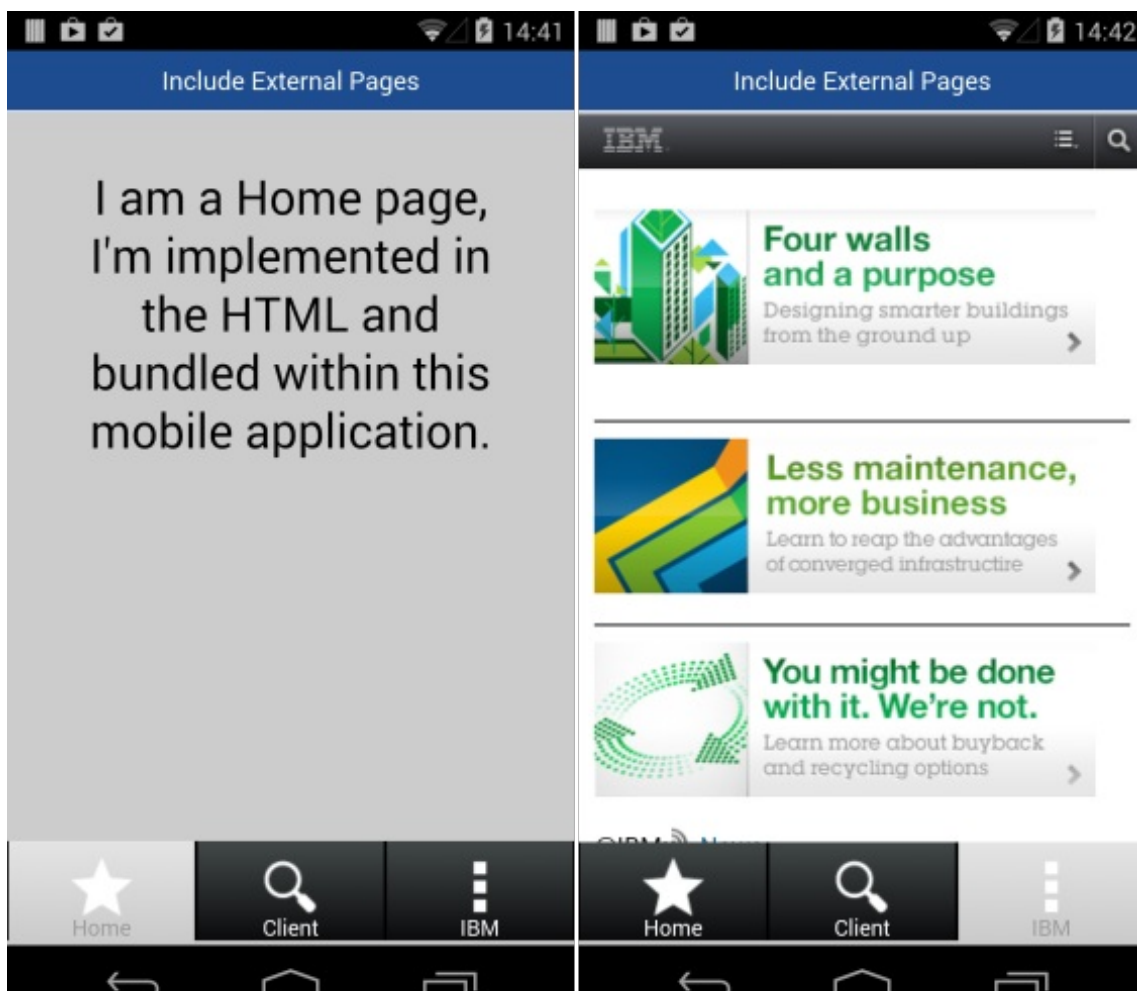 14:41
Include External Pages
I am a Home page,
I'm implemented in
the HTML and
bundled within this
mobile application.
Home
Client
IBM
14:42
Include External Pages
IBM
Four walls
and a purpose
Designing smarter buildings
from the ground up
Less maintenance,
more business
Learn to reap the advantages
of converged infrastructire
You might be done
with it. We're not.
Learn more about buyback
and recycling options
Home
Client
IBM